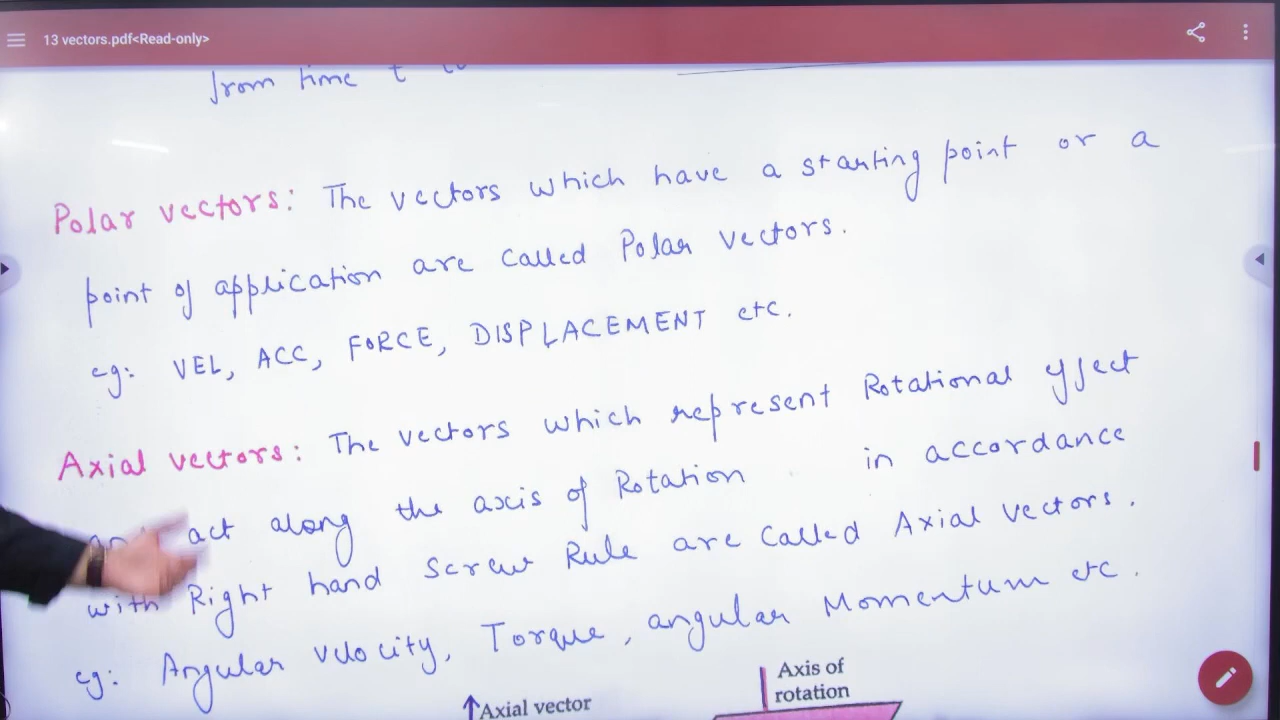 13 vectors.pdf<Read-only>
from time t to
Polar vectors: The vectors which have a starting point or a
point of application are called Polar vectors.
eg: VEL, ACC, FORCE, DISPLACEMENT etc.
Axial vectors: The vectors which represent Rotational effect
and act along the axis of Rotation in accordance
with Right hand Screw Rule are called Axial vectors.
eg: Angular velocity, Torque, angular Momentum etc.
Axis of
rotation
Axial vector